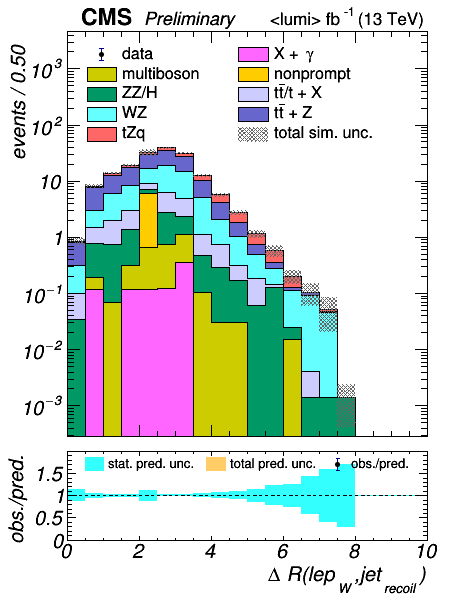 CMS Preliminary <lumi> fb⁻¹ (13 TeV)
events / 0.50
data
multiboson
ZZ/H
WZ
tZq
X + γ
nonprompt
tt̄/t + X
tt̄ + Z
total sim. unc.
10³
10²
10
1
10⁻¹
10⁻²
10⁻³
obs./pred.
stat. pred. unc. total pred. unc. obs./pred.
1.5
1
0.5
0
0 2 4 6 8 10
Δ R(lep_W,jet_recoil)